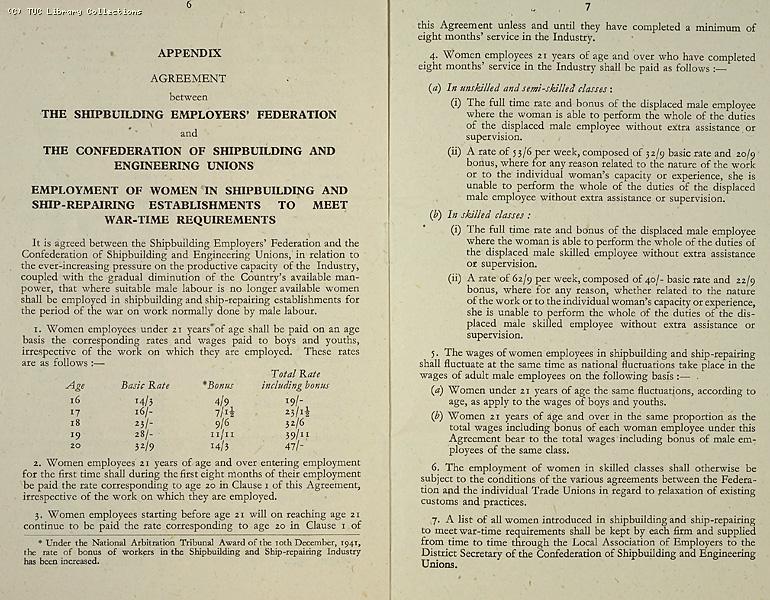 (C) TUC Library Collections
6
APPENDIX
AGREEMENT
between
THE SHIPBUILDING EMPLOYERS' FEDERATION
and
THE CONFEDERATION OF SHIPBUILDING AND
ENGINEERING UNIONS
EMPLOYMENT OF WOMEN IN SHIPBUILDING AND
SHIP-REPAIRING ESTABLISHMENTS TO MEET
WAR-TIME REQUIREMENTS
It is agreed between the Shipbuilding Employers' Federation and the
Confederation of Shipbuilding and Engineering Unions, in relation to
the ever-increasing pressure on the productive capacity of the Industry,
coupled with the gradual diminution of the Country's available man-
power, that where suitable male labour is no longer available women
shall be employed in shipbuilding and ship-repairing establishments for
the period of the war on work normally done by male labour.
1. Women employees under 21 years of age shall be paid on an age
basis the corresponding rates and wages paid to boys and youths,
irrespective of the work on which they are employed. These rates
are as follows :—
Total Rate
Age Basic Rate *Bonus including bonus
16 14/3 4/9 19/-
17 16/- 7/1½ 23/1½
18 23/- 9/6 32/6
19 28/- 11/11 39/11
20 32/9 14/3 47/-
2. Women employees 21 years of age and over entering employment
for the first time shall during the first eight months of their employment
be paid the rate corresponding to age 20 in Clause 1 of this Agreement,
irrespective of the work on which they are employed.
3. Women employees starting before age 21 will on reaching age 21
continue to be paid the rate corresponding to age 20 in Clause 1 of
* Under the National Arbitration Tribunal Award of the 10th December, 1941,
the rate of bonus of workers in the Shipbuilding and Ship-repairing Industry
has been increased.
7
this Agreement unless and until they have completed a minimum of
eight months' service in the Industry.
4. Women employees 21 years of age and over who have completed
eight months' service in the Industry shall be paid as follows :—
(a) In unskilled and semi-skilled classes :
(i) The full time rate and bonus of the displaced male employee
where the woman is able to perform the whole of the duties
of the displaced male employee without extra assistance or
supervision.
(ii) A rate of 53/6 per week, composed of 32/9 basic rate and 20/9
bonus, where for any reason related to the nature of the work
or to the individual woman's capacity or experience, she is
unable to perform the whole of the duties of the displaced
male employee without extra assistance or supervision.
(b) In skilled classes :
(i) The full time rate and bonus of the displaced male employee
where the woman is able to perform the whole of the duties of
the displaced male skilled employee without extra assistance
or supervision.
(ii) A rate of 62/9 per week, composed of 40/- basic rate and 22/9
bonus, where for any reason, whether related to the nature
of the work or to the individual woman's capacity or experience,
she is unable to perform the whole of the duties of the dis-
placed male skilled employee without extra assistance or
supervision.
5. The wages of women employees in shipbuilding and ship-repairing
shall fluctuate at the same time as national fluctuations take place in the
wages of adult male employees on the following basis :—
(a) Women under 21 years of age the same fluctuations, according to
age, as apply to the wages of boys and youths.
(b) Women 21 years of age and over in the same proportion as the
total wages including bonus of each woman employee under this
Agreement bear to the total wages including bonus of male em-
ployees of the same class.
6. The employment of women in skilled classes shall otherwise be
subject to the conditions of the various agreements between the Federa-
tion and the individual Trade Unions in regard to relaxation of existing
customs and practices.
7. A list of all women introduced in shipbuilding and ship-repairing
to meet war-time requirements shall be kept by each firm and supplied
from time to time through the Local Association of Employers to the
District Secretary of the Confederation of Shipbuilding and Engineering
Unions.